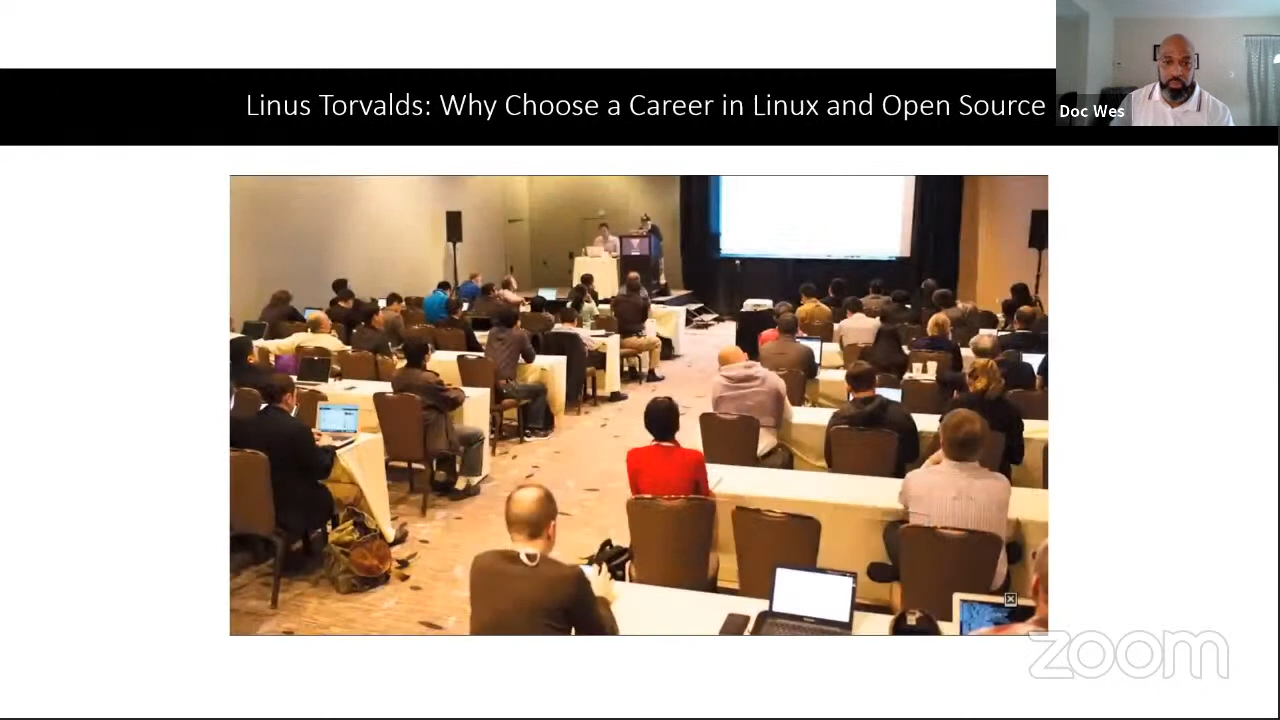 Linus Torvalds: Why Choose a Career in Linux and Open Source
Doc Wes
zoom